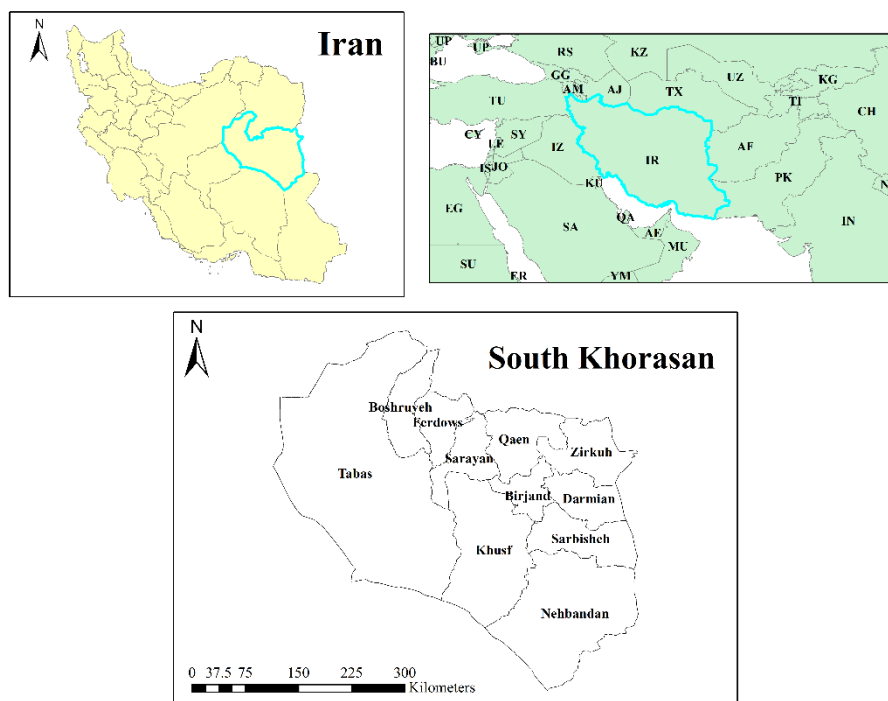 N
Iran
UP
UP
BU
RS
KZ
GG
UZ
KG
AM
AJ
TX
TI
TU
CH
CY
SY
LE
IZ
IR
AF
IS
JO
PK
KU
N
EG
QA
SA
AE
MU
IN
SU
ER
YM
N
South Khorasan
Boshruyeh
Ferdows
Qaen
Zirkuh
Sarayan
Tabas
Birjand
Darmian
Sarbisheh
Khusf
Nehbandan
0 37.5 75 150 225 300
Kilometers